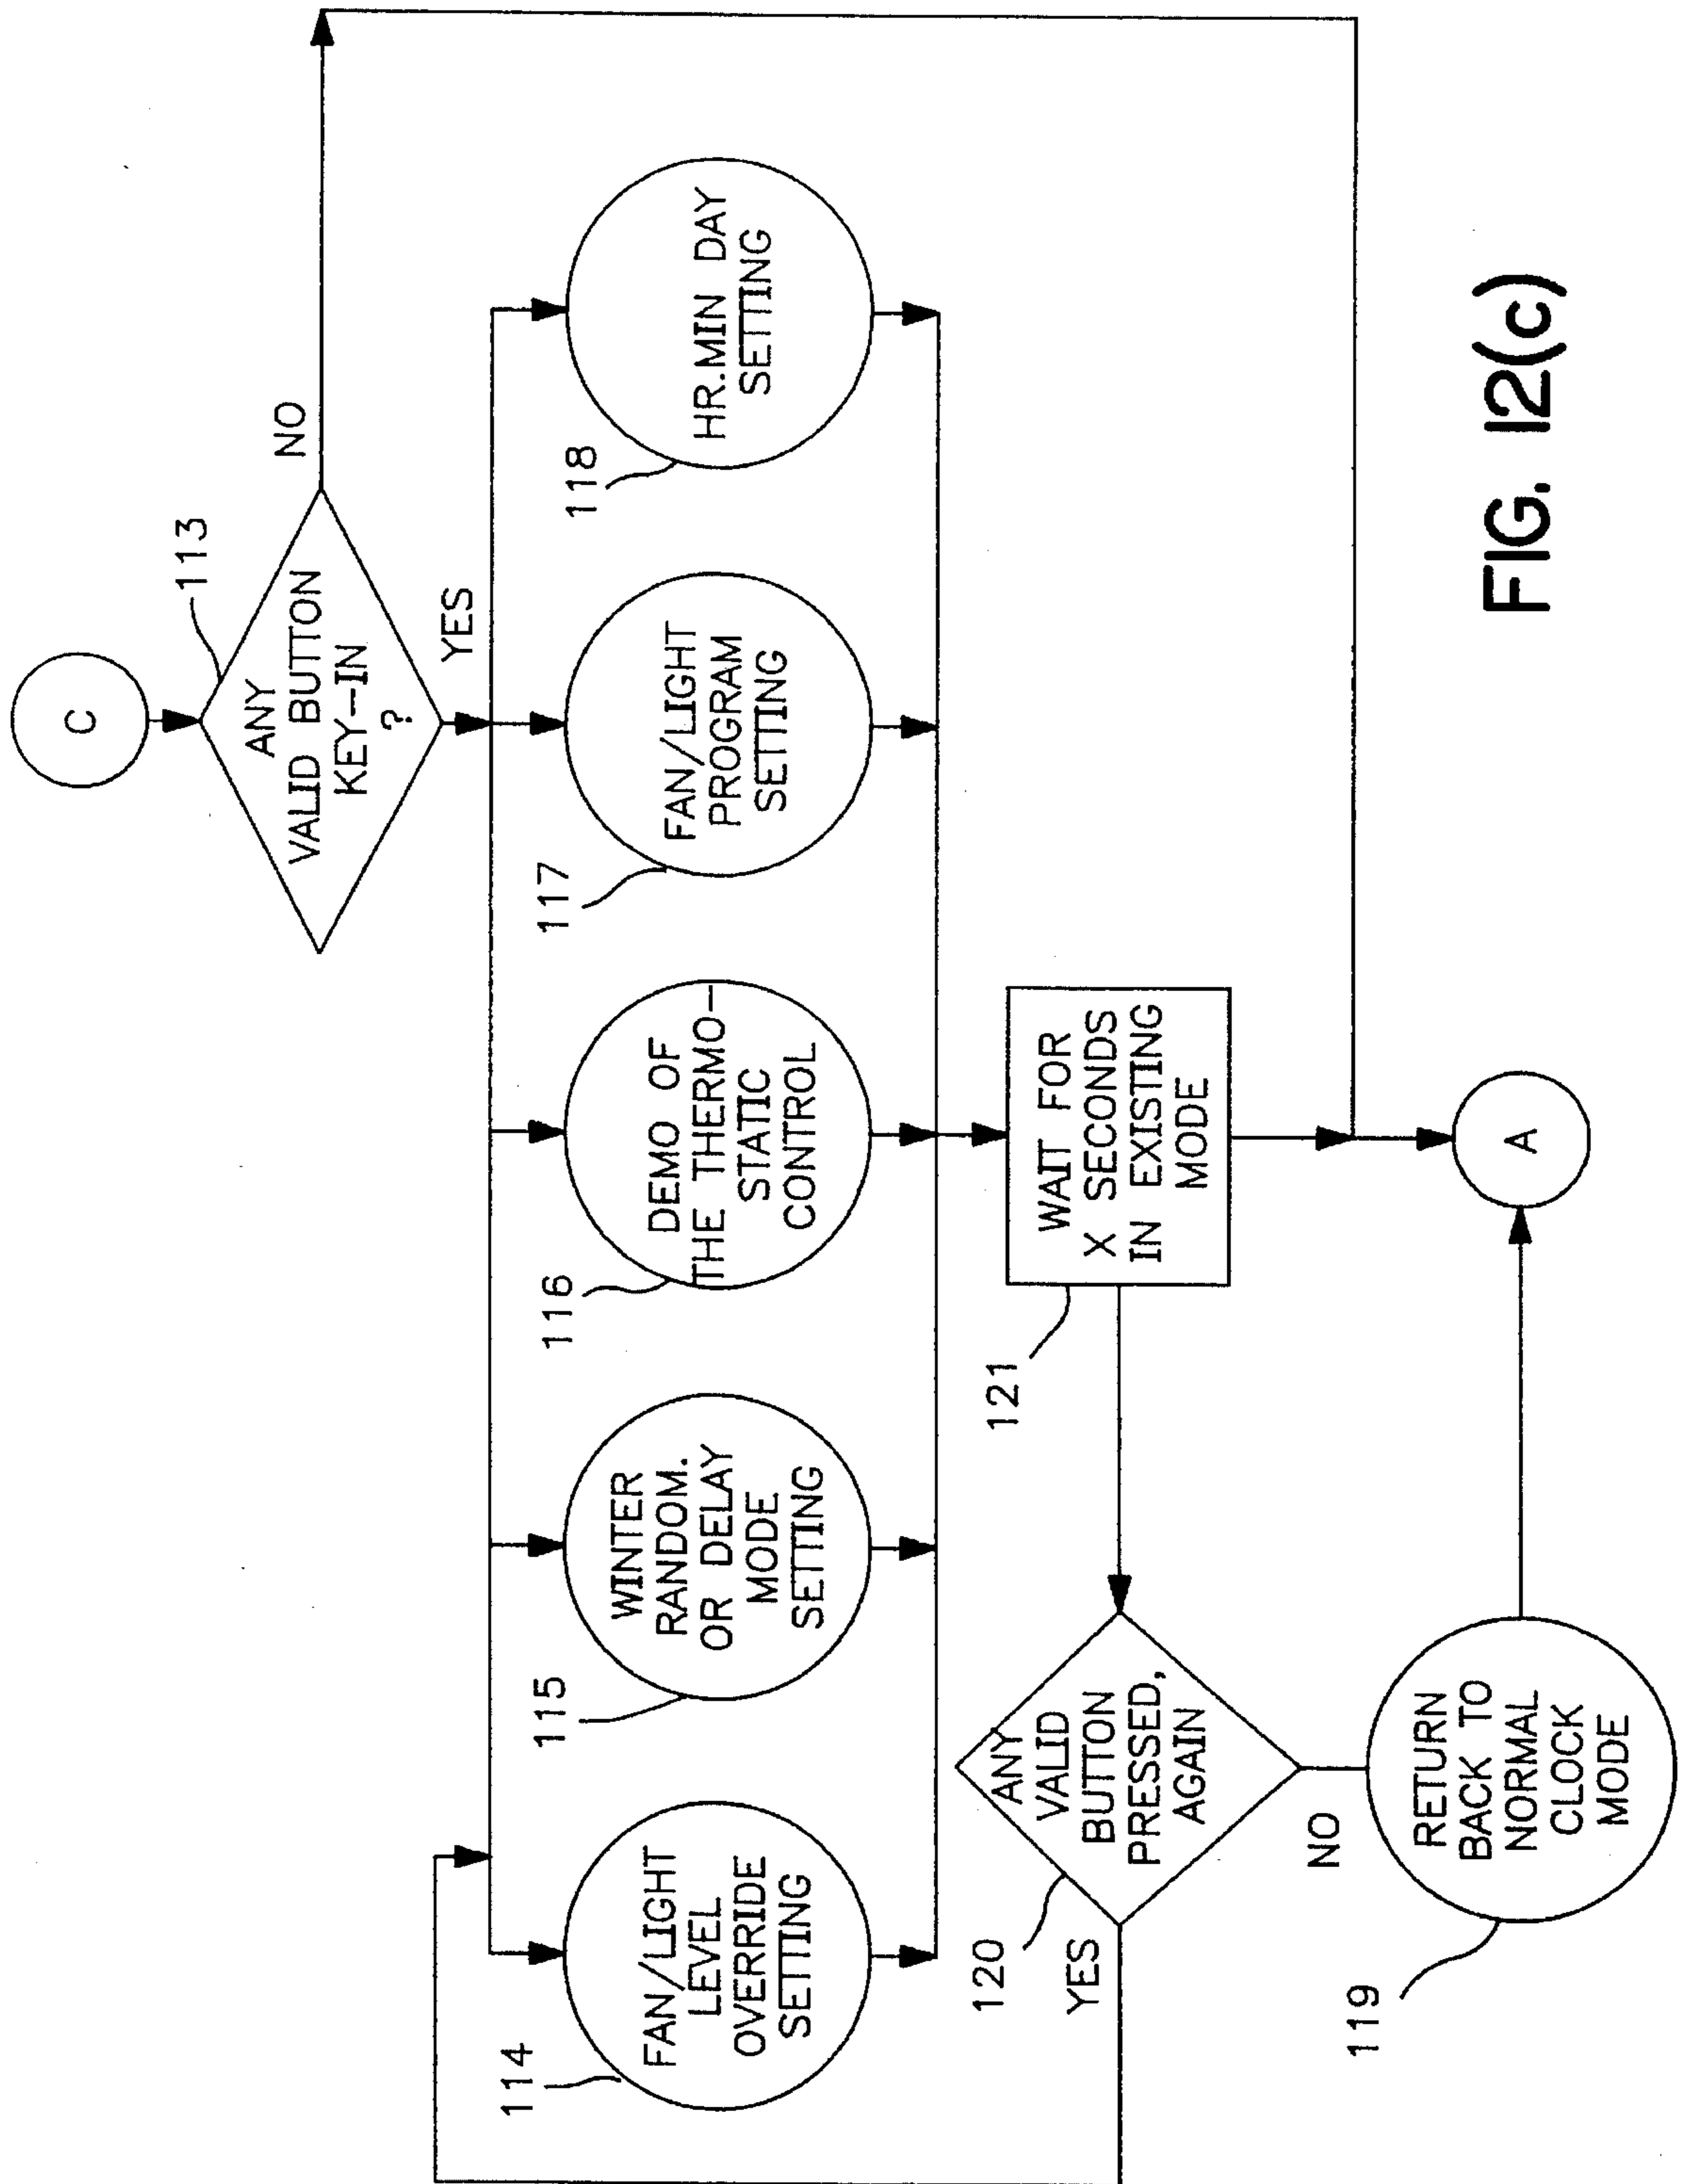 C
113
ANY
VALID BUTTON
KEY-IN
?
NO
YES
114
FAN/LIGHT
LEVEL
OVERRIDE
SETTING
115
WINTER
RANDOM.
OR DELAY
MODE
SETTING
116
DEMO OF
THE THERMO-
STATIC
CONTROL
117
FAN/LIGHT
PROGRAM
SETTING
118
HR.MIN DAY
SETTING
121
WAIT FOR
X SECONDS
IN EXISTING
MODE
120
ANY
VALID
BUTTON
PRESSED,
AGAIN
YES
NO
119
RETURN
BACK TO
NORMAL
CLOCK
MODE
A
FIG. 12(c)